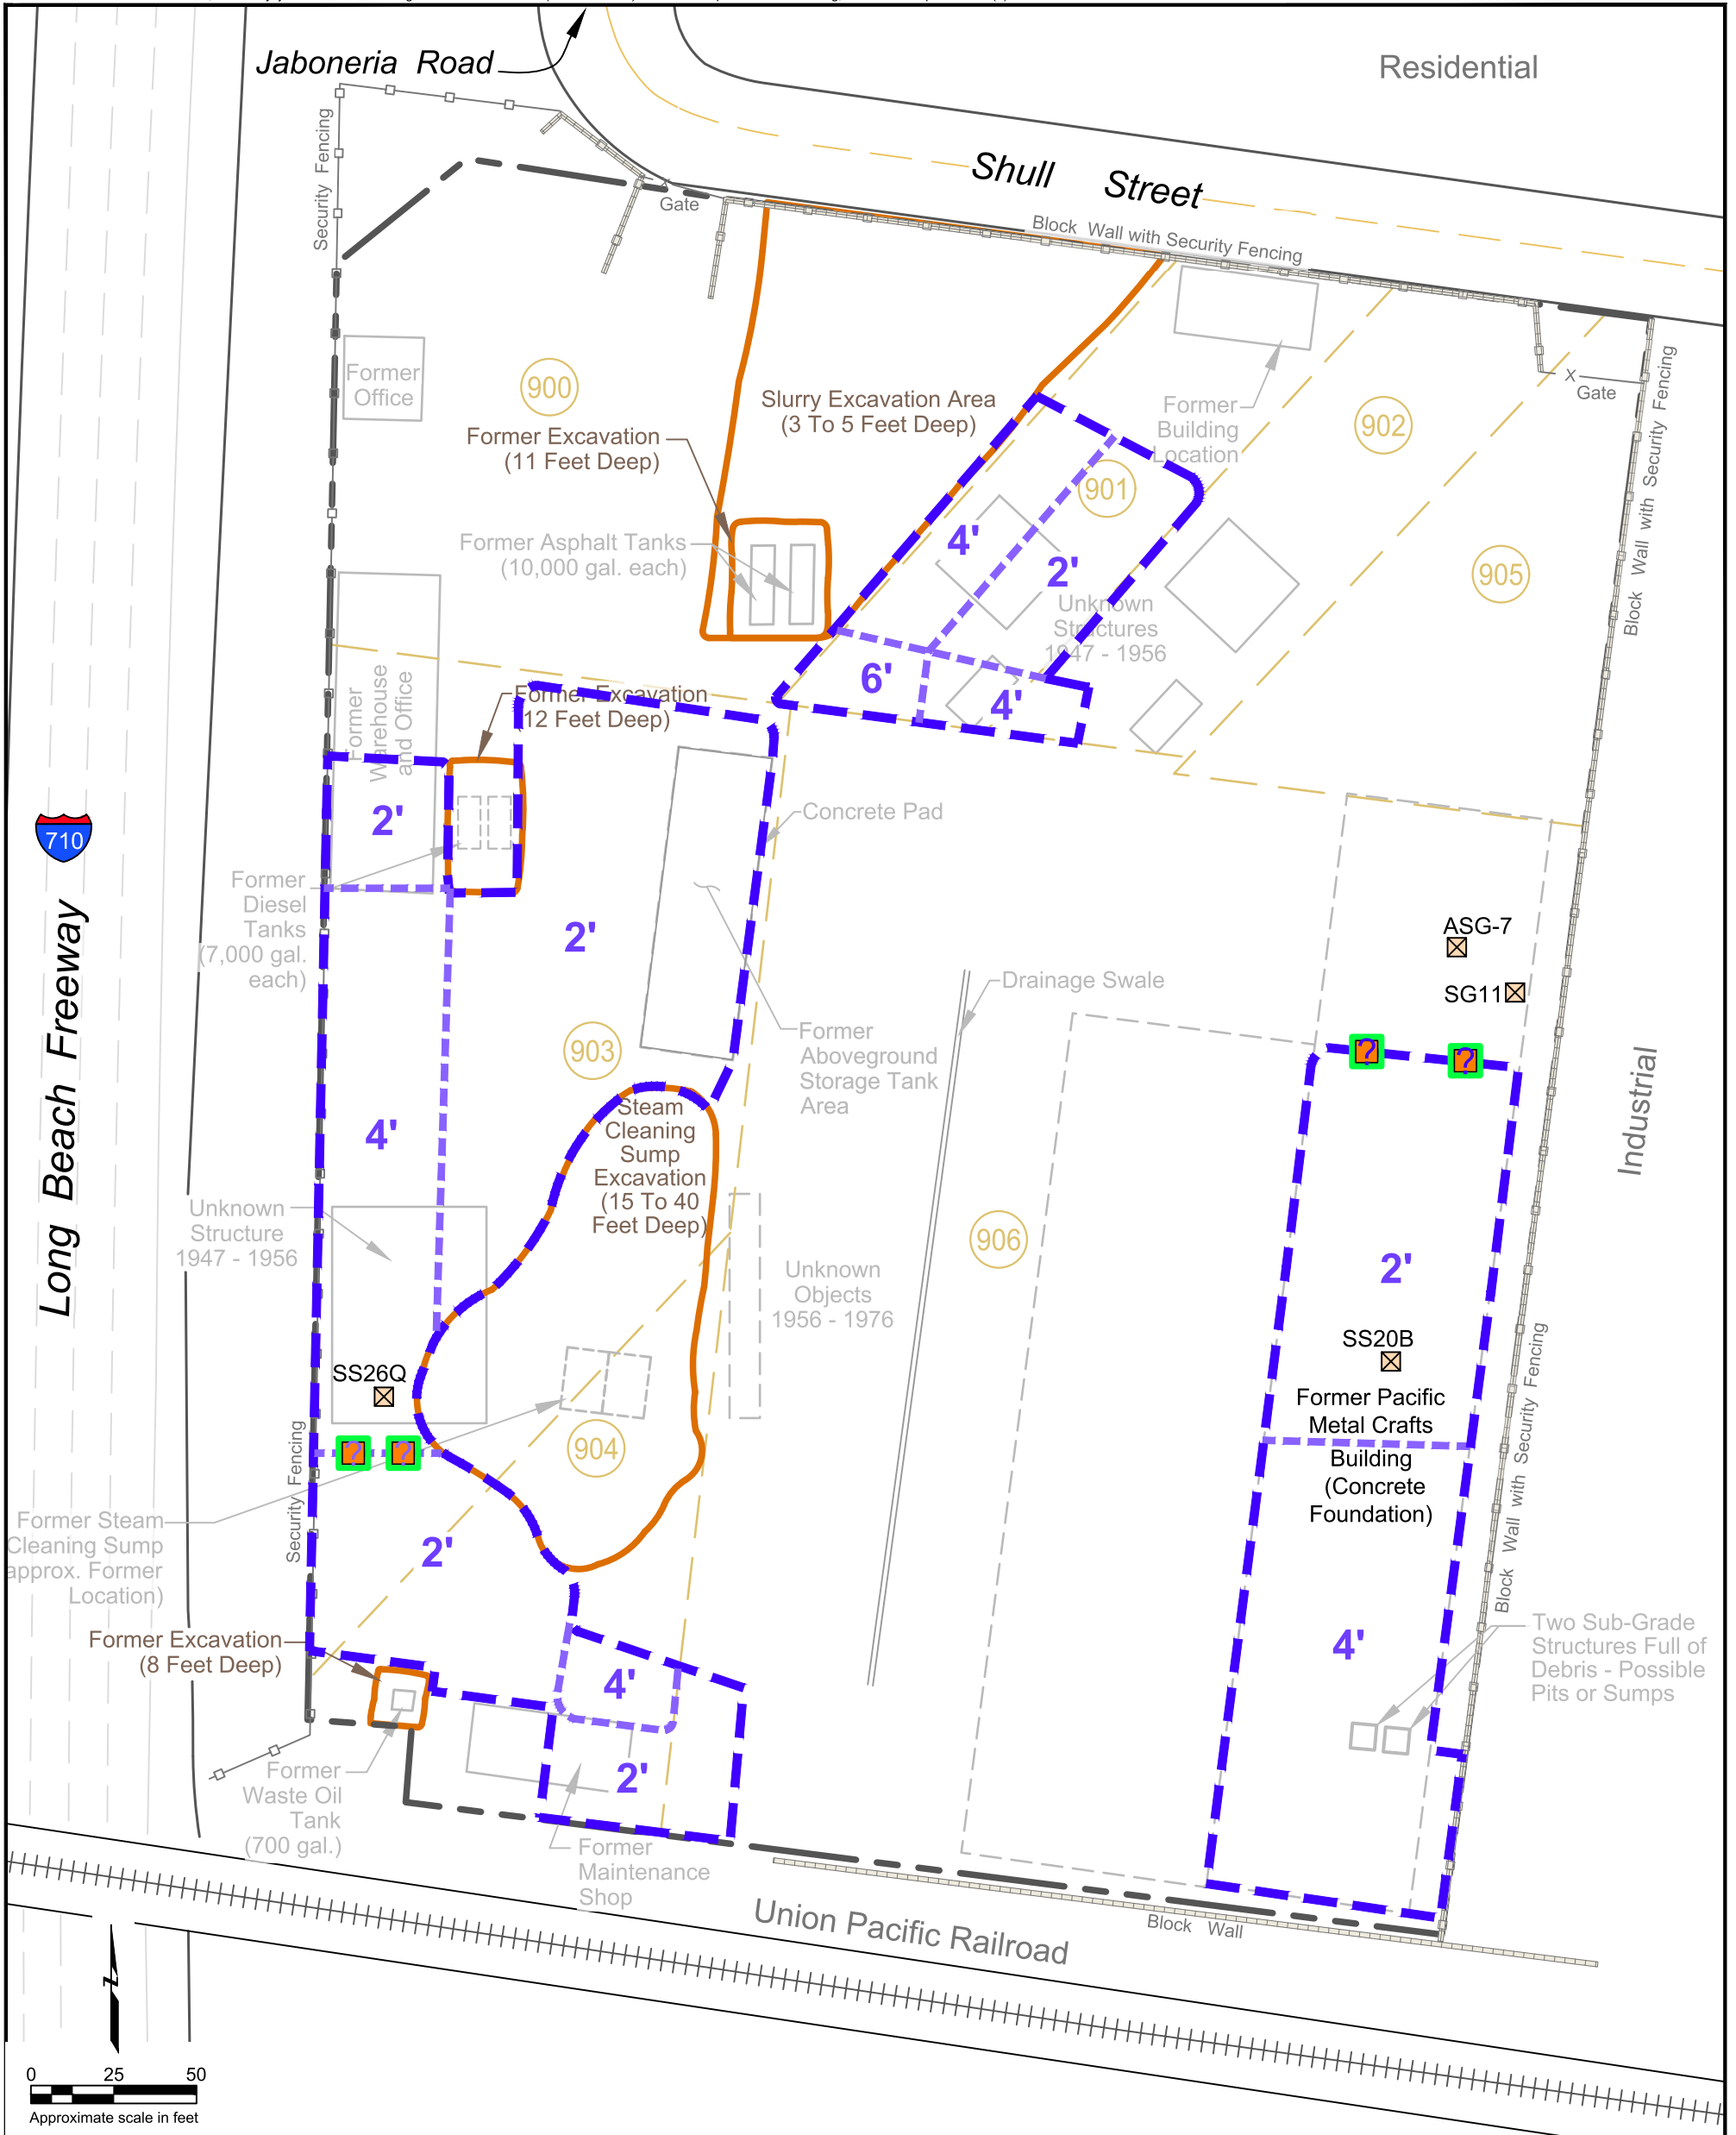 Jaboneria Road
Residential
Security Fencing
Shull Street
Gate
Block Wall with Security Fencing
X
Gate
Former
Office
900
Former Excavation
(11 Feet Deep)
Slurry Excavation Area
(3 To 5 Feet Deep)
Former
Building
Location
902
Block Wall with Security Fencing
901
4'
2'
Former Asphalt Tanks
(10,000 gal. each)
905
Unknown
Structures
1947 - 1956
6'
4'
Former
Warehouse
and Office
Former Excavation
(12 Feet Deep)
2'
Concrete Pad
710
Former
Diesel
Tanks
(7,000 gal.
each)
2'
ASG-7
SG11
Drainage Swale
Long Beach Freeway
903
Former
Aboveground
Storage Tank
Area
?
?
Industrial
4'
Steam
Cleaning
Sump
Excavation
(15 To 40
Feet Deep)
Unknown
Structure
1947 - 1956
906
Unknown
Objects
1956 - 1976
2'
SS26Q
SS20B
Former Pacific
Metal Crafts
Building
(Concrete
Foundation)
Block Wall with Security Fencing
?
?
904
Security Fencing
Former Steam
Cleaning Sump
approx. Former
Location)
2'
Former Excavation
(8 Feet Deep)
4'
4'
Two Sub-Grade
Structures Full of
Debris - Possible
Pits or Sumps
2'
Former
Waste Oil
Tank
(700 gal.)
Former
Maintenance
Shop
Union Pacific Railroad
Block Wall
0 25 50
Approximate scale in feet